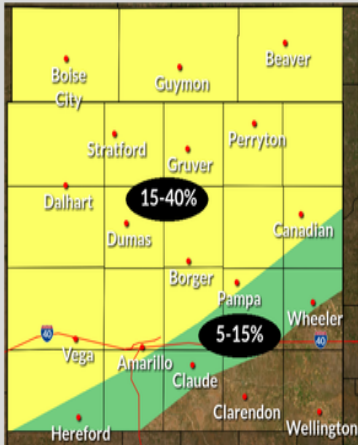 Beaver
Boise
City
Guymon
Perryton
Stratford
Gruver
Dalhart
15-40%
Canadian
Dumas
Borger
Pampa
Wheeler
5-15%
40
40
Vega
Amarillo
Claude
Clarendon
Hereford
Wellington